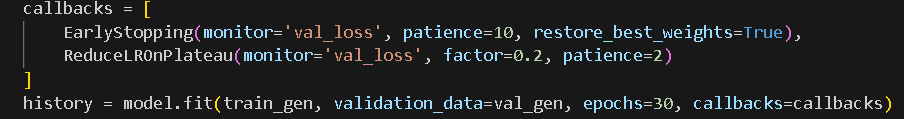 callbacks = [
    EarlyStopping(monitor='val_loss', patience=10, restore_best_weights=True),
    ReduceLROnPlateau(monitor='val_loss', factor=0.2, patience=2)
]
history = model.fit(train_gen, validation_data=val_gen, epochs=30, callbacks=callbacks)